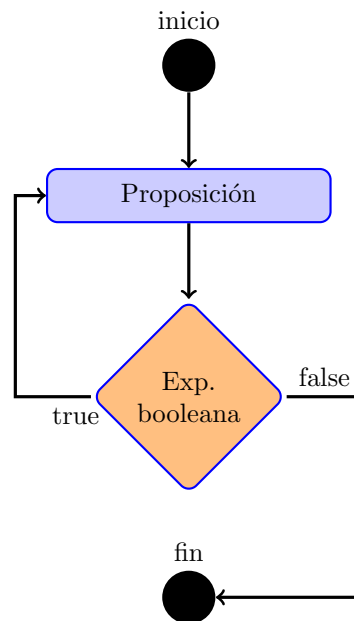 inicio
Proposición
Exp.
booleana
false
true
fin